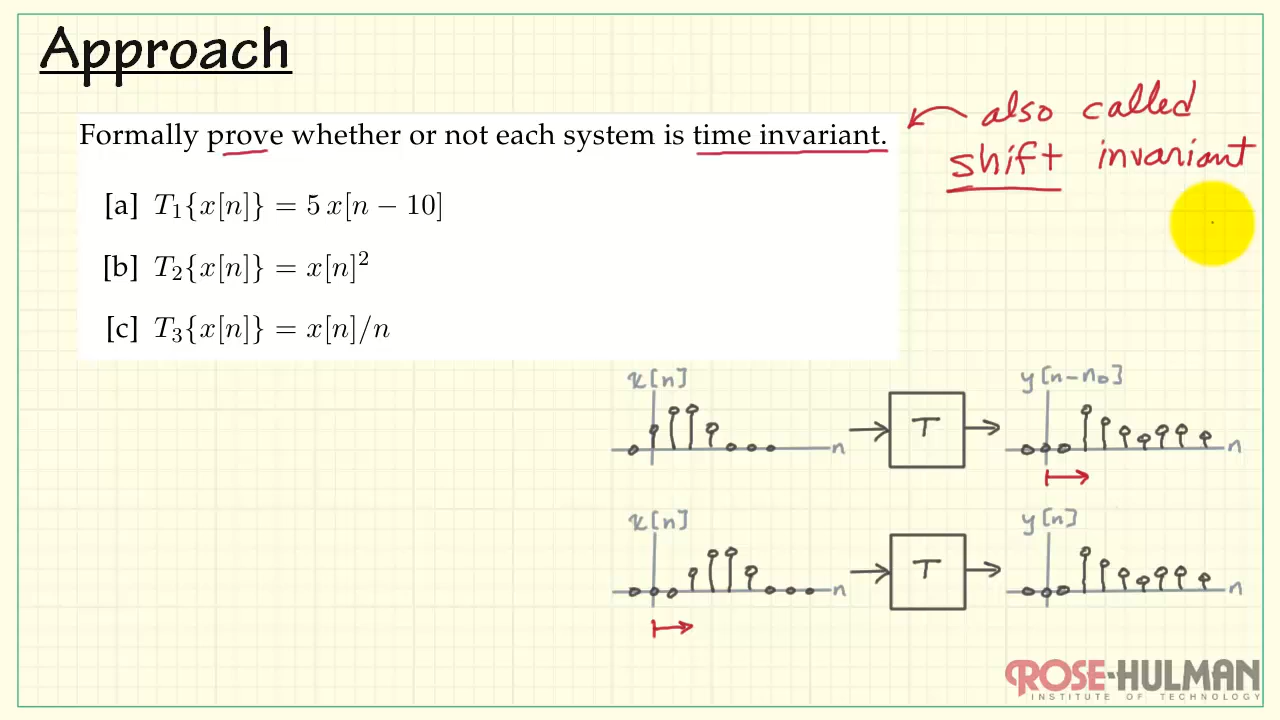 Approach
Formally prove whether or not each system is time invariant.
also called
shift invariant
[a] T₁{x[n]} = 5 x[n − 10]
[b] T₂{x[n]} = x[n]²
[c] T₃{x[n]} = x[n]/n
x[n] n T y[n-n₀] n
x[n] n T y[n] n
ROSE-HULMAN
INSTITUTE OF TECHNOLOGY